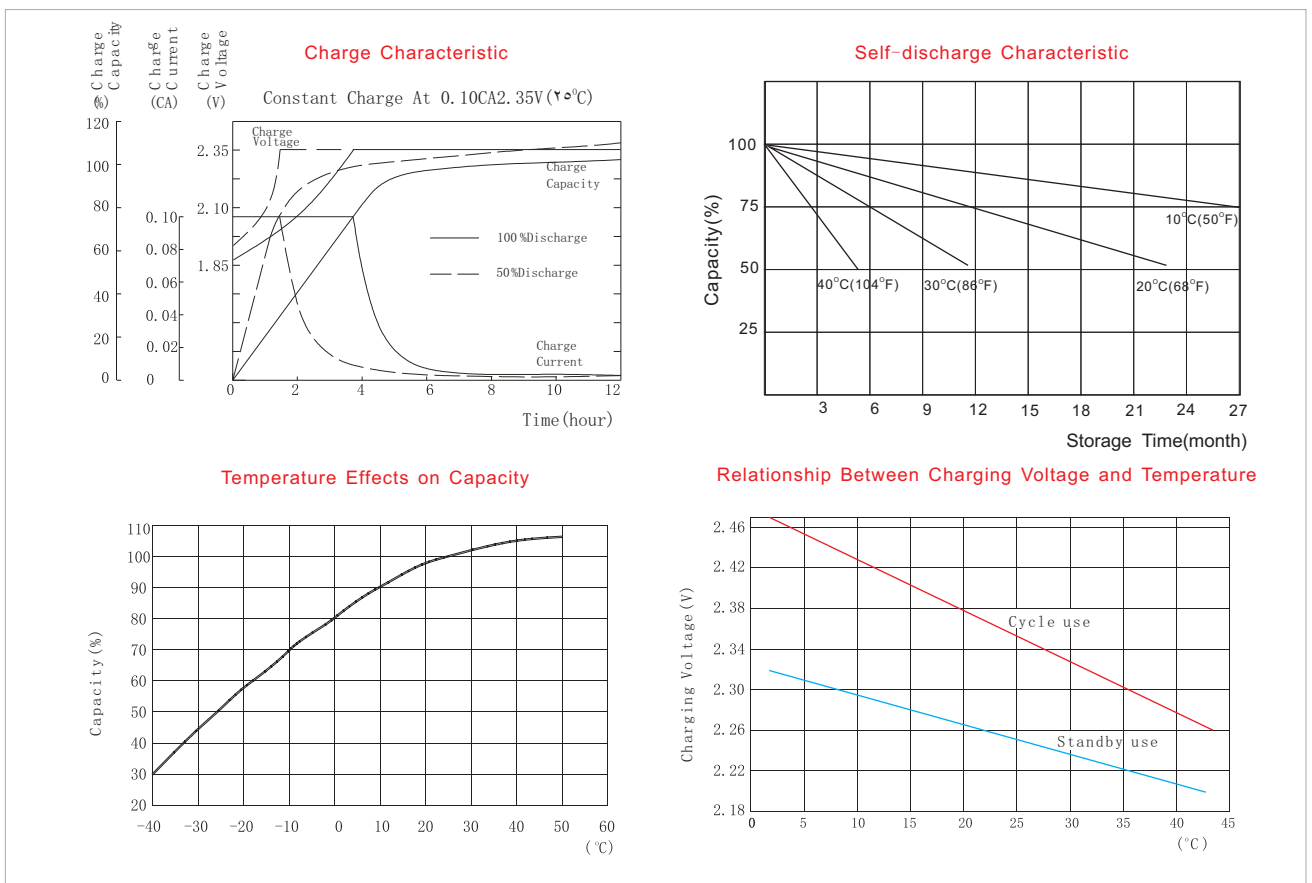 Charge Characteristic
Charge Capacity
(%)
Charge Current
(CA)
Charge Voltage
(V)
Constant Charge At 0.10CA2.35V(٢٥⁰C)
120
100
80
60
40
20
0
0.10
0.08
0.06
0.04
0.02
0
2.35
2.10
1.85
Charge
Voltage
Charge
Capacity
100%Discharge
50%Discharge
Charge
Current
0 2 4 6 8 10 12
Time(hour)
Self-discharge Characteristic
Capacity(%)
100
75
50
25
10°C(50°F)
40°C(104°F)
30°C(86°F)
20°C(68°F)
3 6 9 12 15 18 21 24 27
Storage Time(month)
Temperature Effects on Capacity
Capacity(%)
110
100
90
80
70
60
50
40
30
20
-40 -30 -20 -10 0 10 20 30 40 50 60
(℃)
Relationship Between Charging Voltage and Temperature
Charging Voltage(V)
2.46
2.42
2.38
2.34
2.30
2.26
2.22
2.18
Cycle use
Standby use
0 5 10 15 20 25 30 35 40 45
(℃)